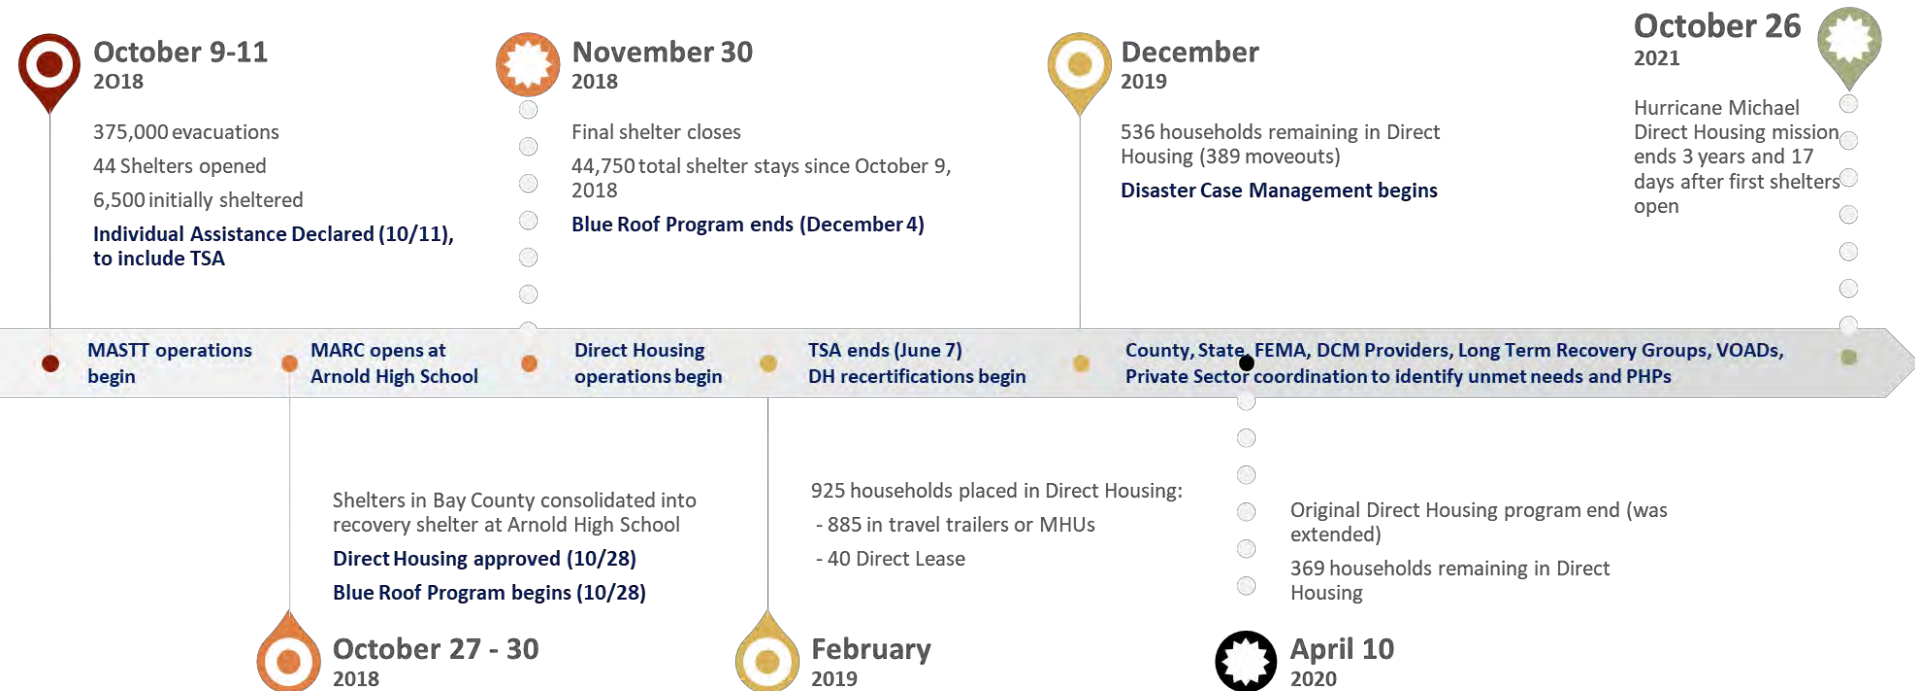 October 9-11
2018
375,000 evacuations
44 Shelters opened
6,500 initially sheltered
Individual Assistance Declared (10/11),
to include TSA
November 30
2018
Final shelter closes
44,750 total shelter stays since October 9,
2018
Blue Roof Program ends (December 4)
December
2019
536 households remaining in Direct
Housing (389 moveouts)
Disaster Case Management begins
October 26
2021
Hurricane Michael
Direct Housing mission
ends 3 years and 17
days after first shelters
open
MASTT operations
begin
MARC opens at
Arnold High School
Direct Housing
operations begin
TSA ends (June 7)
DH recertifications begin
County, State, FEMA, DCM Providers, Long Term Recovery Groups, VOADs,
Private Sector coordination to identify unmet needs and PHPs
Shelters in Bay County consolidated into
recovery shelter at Arnold High School
Direct Housing approved (10/28)
Blue Roof Program begins (10/28)
October 27 - 30
2018
925 households placed in Direct Housing:
- 885 in travel trailers or MHUs
- 40 Direct Lease
February
2019
Original Direct Housing program end (was
extended)
369 households remaining in Direct
Housing
April 10
2020